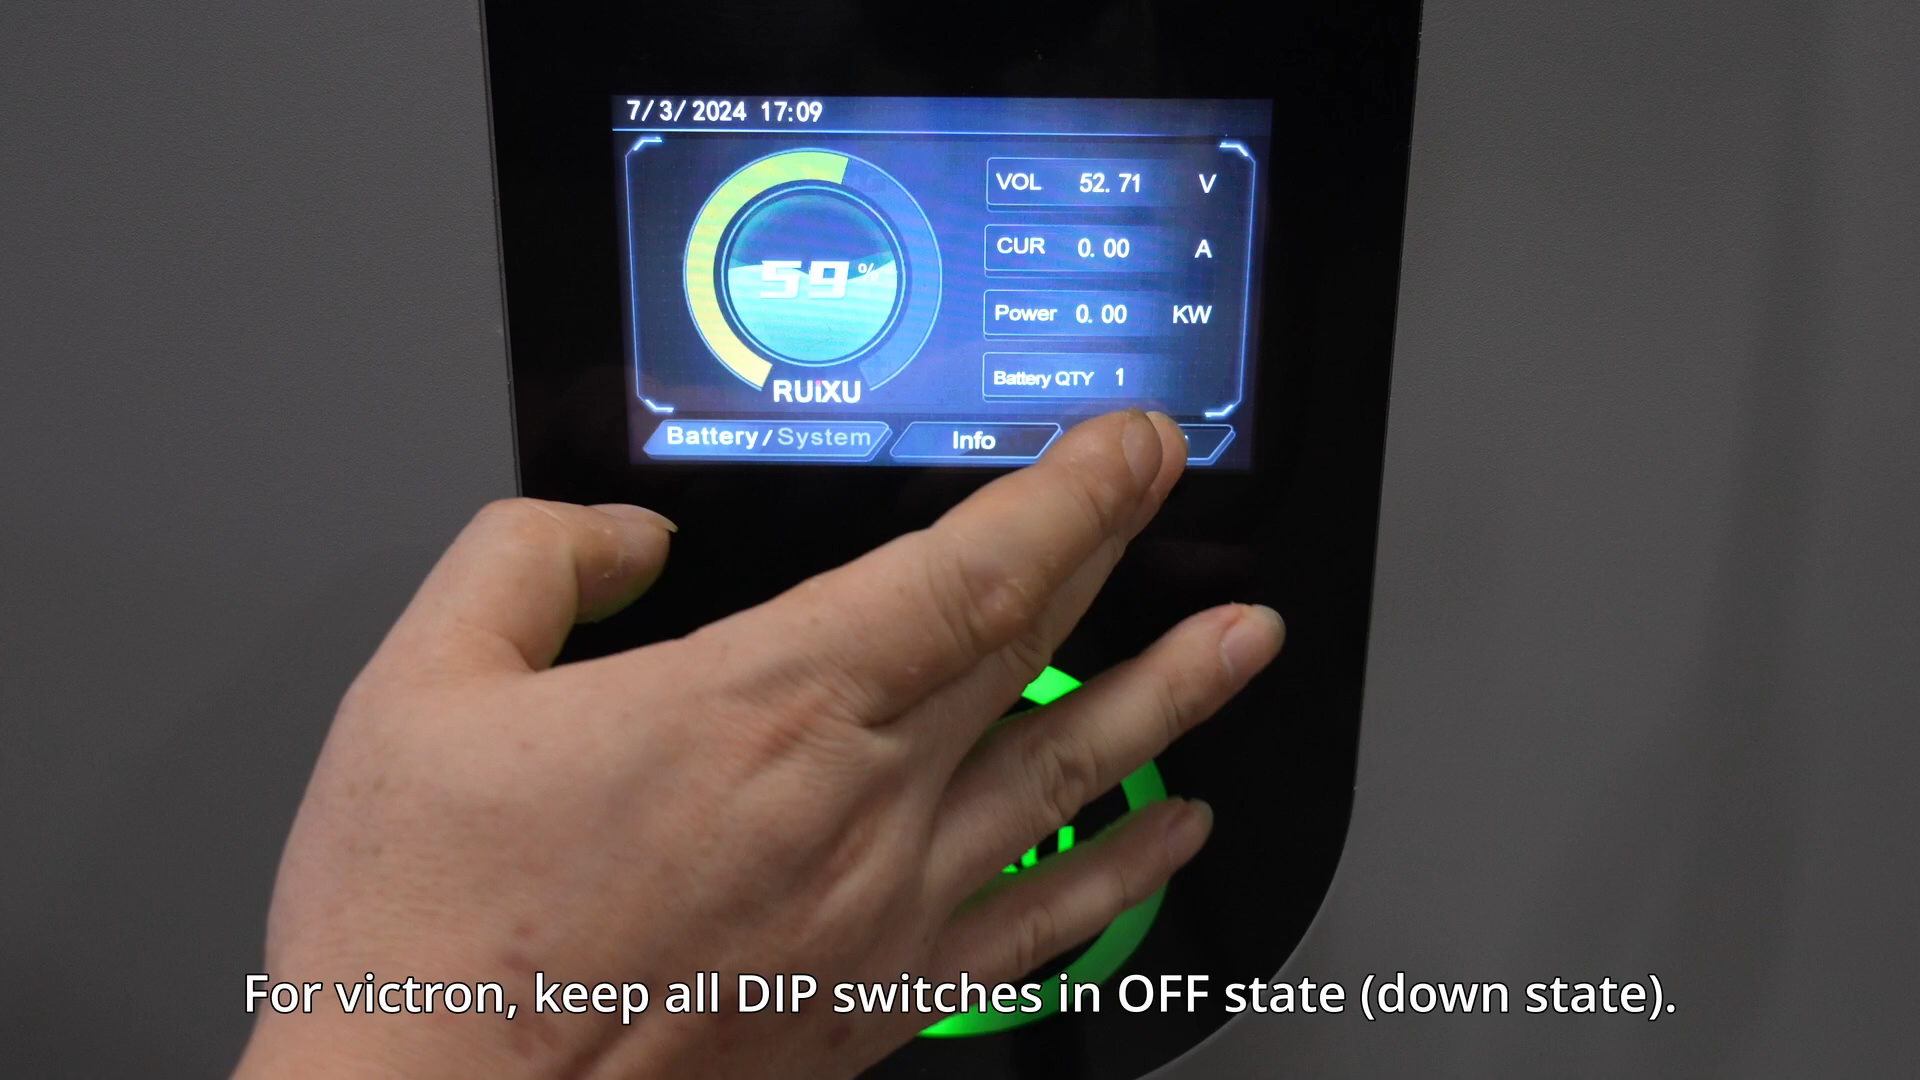 7/3/2024 17:09
VOL 52.71 V
CUR 0.00 A
59%
Power 0.00 KW
Battery QTY 1
RUiXU
Battery/System
Info
For victron, keep all DIP switches in OFF state (down state).